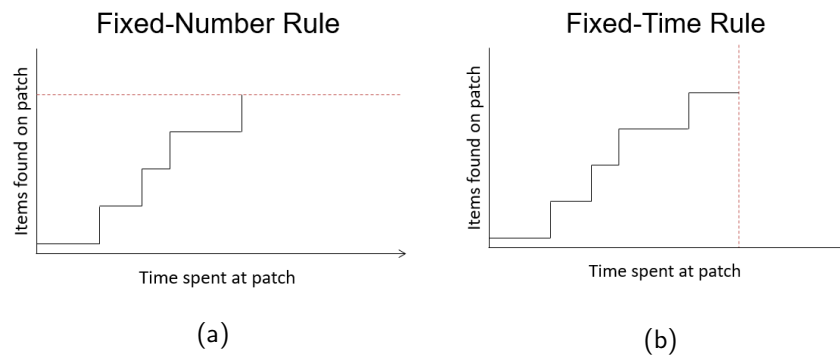 Fixed-Number Rule
Items found on patch
Time spent at patch
(a)
Fixed-Time Rule
Items found on patch
Time spent at patch
(b)